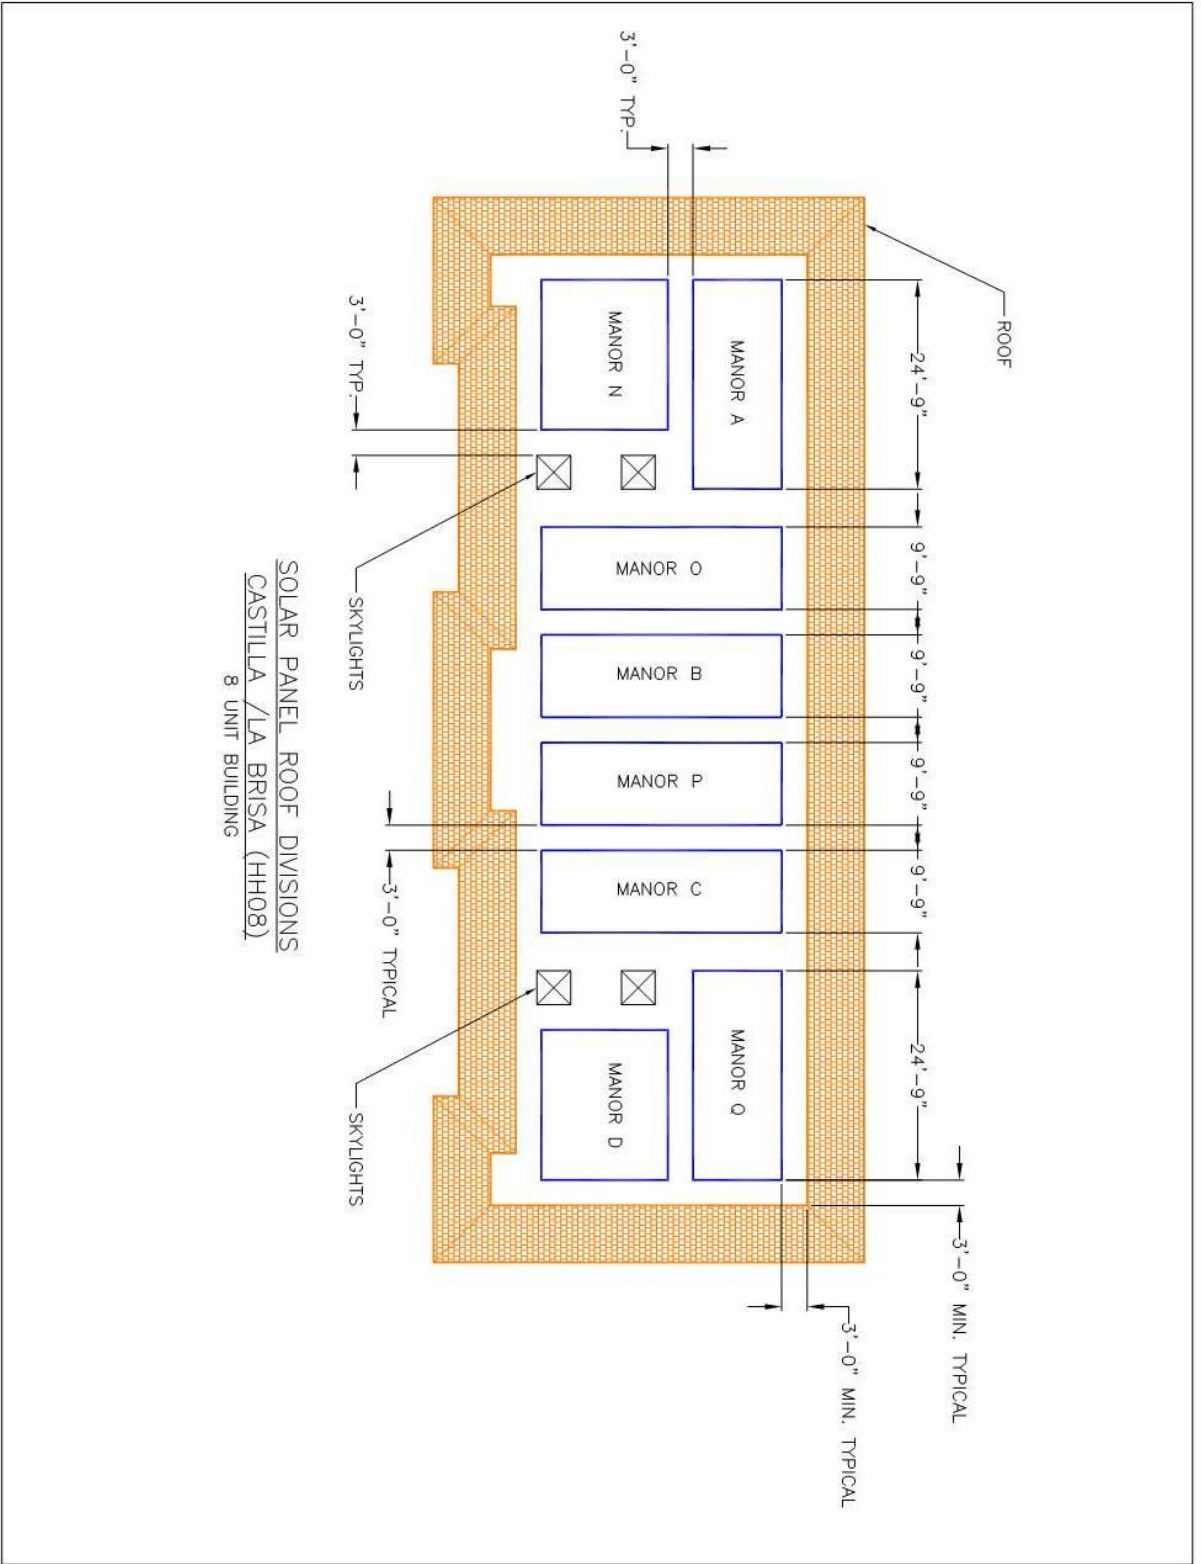 ROOF
3'-0" MIN. TYPICAL
3'-0" MIN. TYPICAL
24'-9"
9'-9"
9'-9"
9'-9"
9'-9"
24'-9"
3'-0" TYP.
MANOR A
MANOR N
MANOR O
MANOR B
MANOR P
MANOR C
MANOR Q
MANOR D
3'-0" TYP.
3'-0" TYPICAL
SKYLIGHTS
SKYLIGHTS
SOLAR PANEL ROOF DIVISIONS
CASTILLA /LA BRISA (HH08)
8 UNIT BUILDING